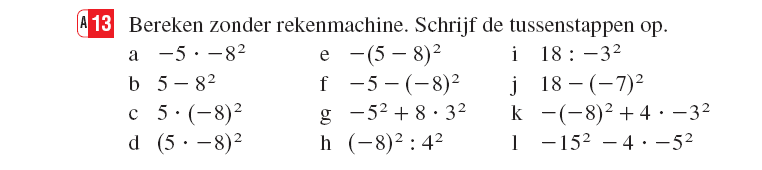 A 13 Bereken zonder rekenmachine. Schrijf de tussenstappen op.
a −5 · −8² e −(5 − 8)² i 18 : −3²
b 5 − 8² f −5 − (−8)² j 18 − (−7)²
c 5 · (−8)² g −5² + 8 · 3² k −(−8)² + 4 · −3²
d (5 · −8)² h (−8)² : 4² l −15² − 4 · −5²